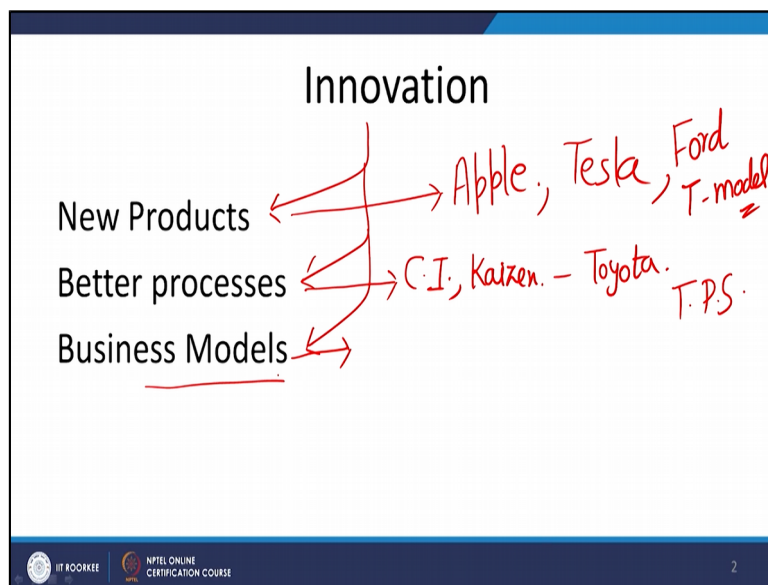 Innovation
New Products
Apple., Tesla, Ford
T-model
Better processes
C.I., Kaizen. - Toyota.
T.P.S.
Business Models
IIT ROORKEE
NPTEL ONLINE
CERTIFICATION COURSE
2